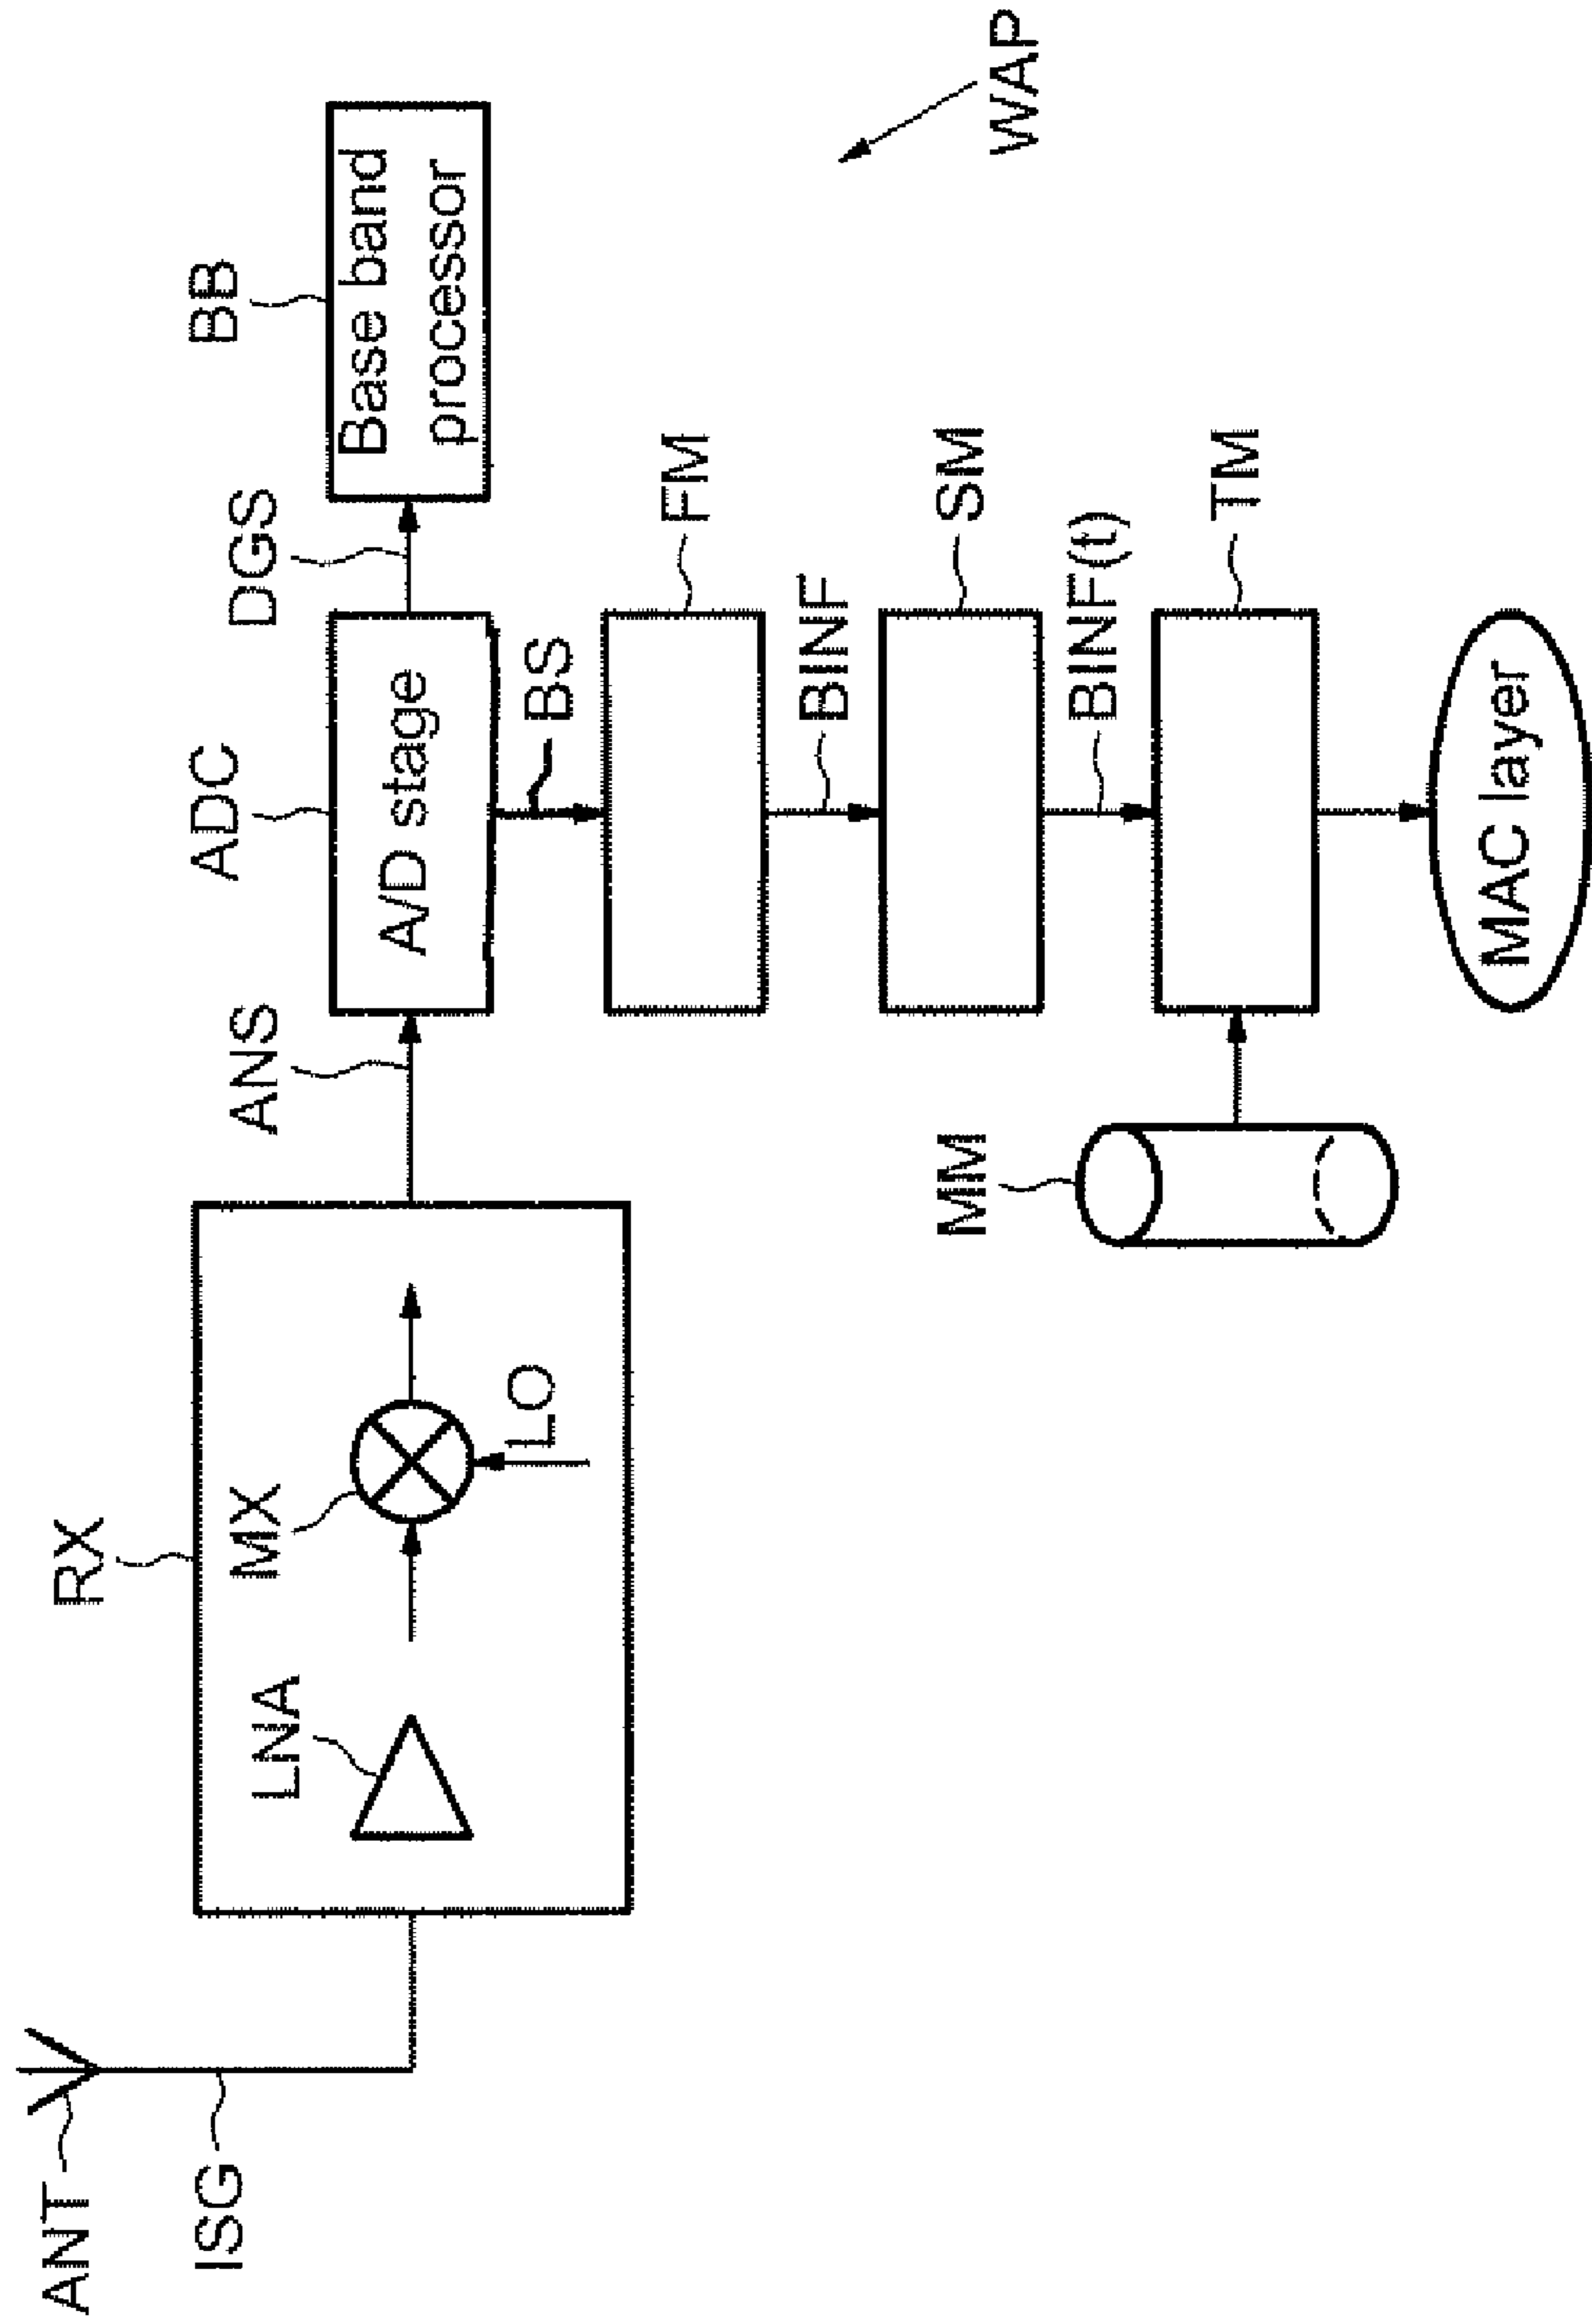 ANT
ISG
RX
LNA
MX
LO
ANS
ADC
A/D stage
DGS
BB
Base band
processor
BS
FM
BINF
SM
BINF(t)
TM
MM
MAC layer
WAP